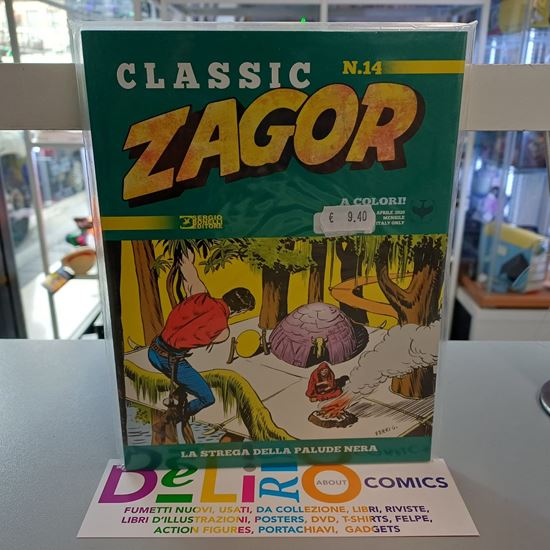 CLASSIC
N.14
ZAGOR
SERGIO
BONELLI
EDITORE
A COLORI!
APRILE 2020
MENSILE
ITALY ONLY
€ 9.40
FERRI G.
LA STREGA DELLA PALUDE NERA
DeLiRiO
ABOUT
COMICS
FUMETTI NUOVI, USATI, DA COLLEZIONE, LIBRI, RIVISTE,
LIBRI D'ILLUSTRAZIONI, POSTERS, DVD, T-SHIRTS, FELPE,
ACTION FIGURES, PORTACHIAVI, GADGETS